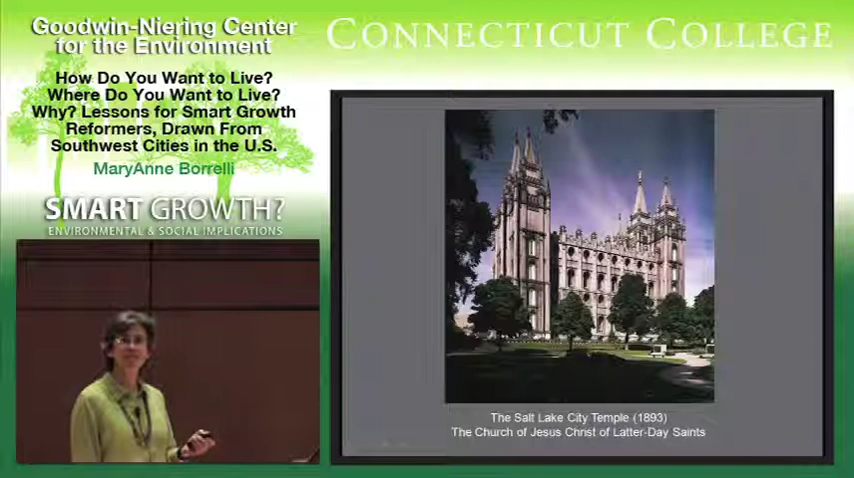 Goodwin-Niering Center
for the Environment
CONNECTICUT COLLEGE
How Do You Want to Live?
Where Do You Want to Live?
Why? Lessons for Smart Growth
Reformers, Drawn From
Southwest Cities in the U.S.
MaryAnne Borrelli
SMART GROWTH?
ENVIRONMENTAL & SOCIAL IMPLICATIONS
The Salt Lake City Temple (1893)
The Church of Jesus Christ of Latter-Day Saints